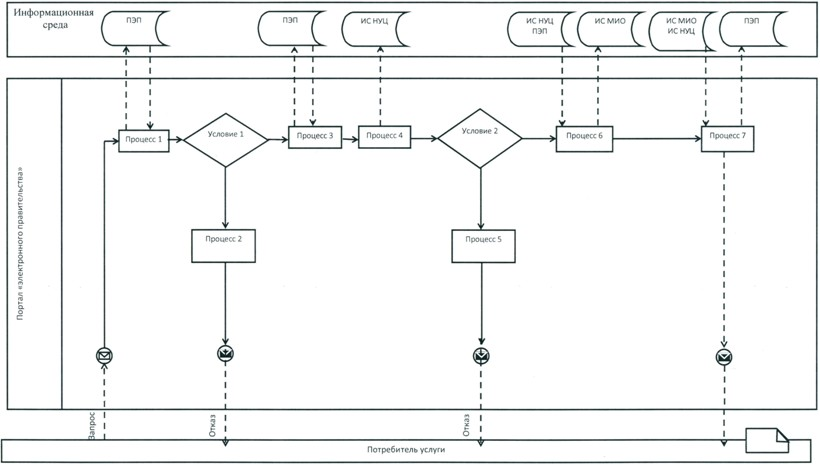 Информационная
среда
ПЭП
ПЭП
ИС НУЦ
ИС НУЦ
ПЭП
ИС МИО
ИС МИО
ИС НУЦ
ПЭП
Портал «электронного правительства»
Процесс 1
Условие 1
Процесс 3
Процесс 4
Условие 2
Процесс 6
Процесс 7
Процесс 2
Процесс 5
Запрос
Отказ
Отказ
Потребитель услуги